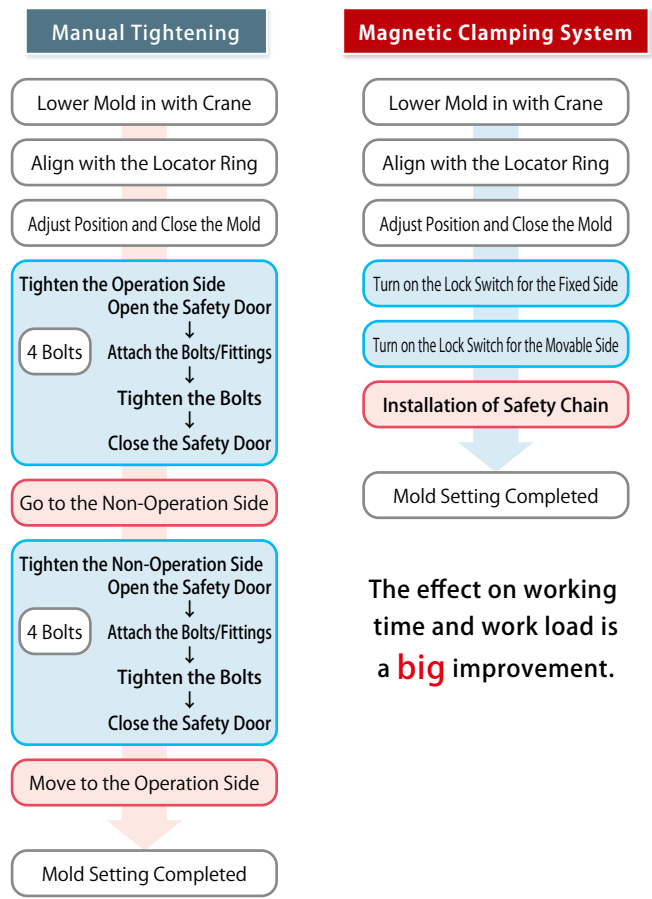 Manual Tightening
Lower Mold in with Crane
Align with the Locator Ring
Adjust Position and Close the Mold
Tighten the Operation Side
Open the Safety Door
↓
4 Bolts
Attach the Bolts/Fittings
↓
Tighten the Bolts
↓
Close the Safety Door
Go to the Non-Operation Side
Tighten the Non-Operation Side
Open the Safety Door
↓
4 Bolts
Attach the Bolts/Fittings
↓
Tighten the Bolts
↓
Close the Safety Door
Move to the Operation Side
Mold Setting Completed
Magnetic Clamping System
Lower Mold in with Crane
Align with the Locator Ring
Adjust Position and Close the Mold
Turn on the Lock Switch for the Fixed Side
Turn on the Lock Switch for the Movable Side
Installation of Safety Chain
Mold Setting Completed
The effect on working
time and work load is
a big improvement.